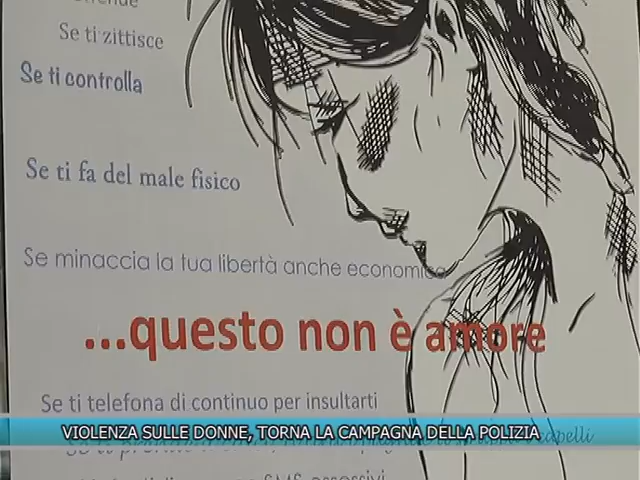 Se ti zittisce
Se ti controlla
Se ti fa del male fisico
Se minaccia la tua libertà anche economica
...questo non è amore
Se ti telefona di continuo per insultarti
VIOLENZA SULLE DONNE, TORNA LA CAMPAGNA DELLA POLIZIA